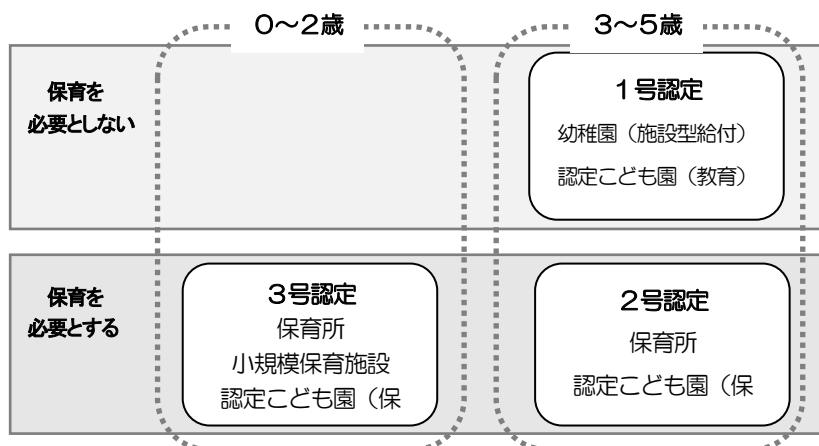 ０～２歳
３～５歳
保育を
必要としない
１号認定
幼稚園（施設型給付）
認定こども園（教育）
保育を
必要とする
３号認定
保育所
小規模保育施設
認定こども園（保
２号認定
保育所
認定こども園（保